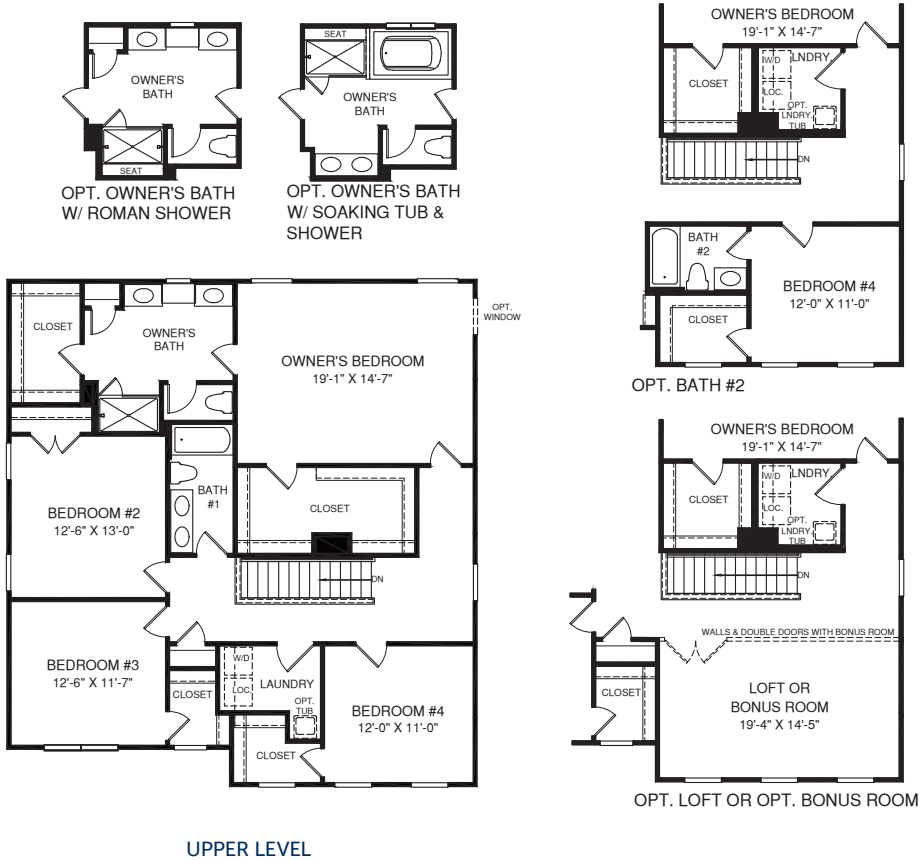 SEAT
OWNER'S
BATH
SEAT
OPT. OWNER'S BATH
W/ ROMAN SHOWER
SEAT
OWNER'S
BATH
OPT. OWNER'S BATH
W/ SOAKING TUB &
SHOWER
OWNER'S BEDROOM
19'-1" X 14'-7"
CLOSET
W/D
LNDRY.
LOC.
OPT.
LNDRY.
TUB
DN
BATH
#2
BEDROOM #4
12'-0" X 11'-0"
CLOSET
OPT. BATH #2
CLOSET
OWNER'S
BATH
OWNER'S BEDROOM
19'-1" X 14'-7"
OPT.
WINDOW
BEDROOM #2
12'-6" X 13'-0"
BATH
#1
CLOSET
DN
BEDROOM #3
12'-6" X 11'-7"
CLOSET
W/D
LOC.
LAUNDRY
OPT.
TUB
BEDROOM #4
12'-0" X 11'-0"
CLOSET
OWNER'S BEDROOM
19'-1" X 14'-7"
CLOSET
W/D
LNDRY
LOC.
OPT.
LNDRY.
TUB
DN
WALLS & DOUBLE DOORS WITH BONUS ROOM
CLOSET
LOFT OR
BONUS ROOM
19'-4" X 14'-5"
OPT. LOFT OR OPT. BONUS ROOM
UPPER LEVEL